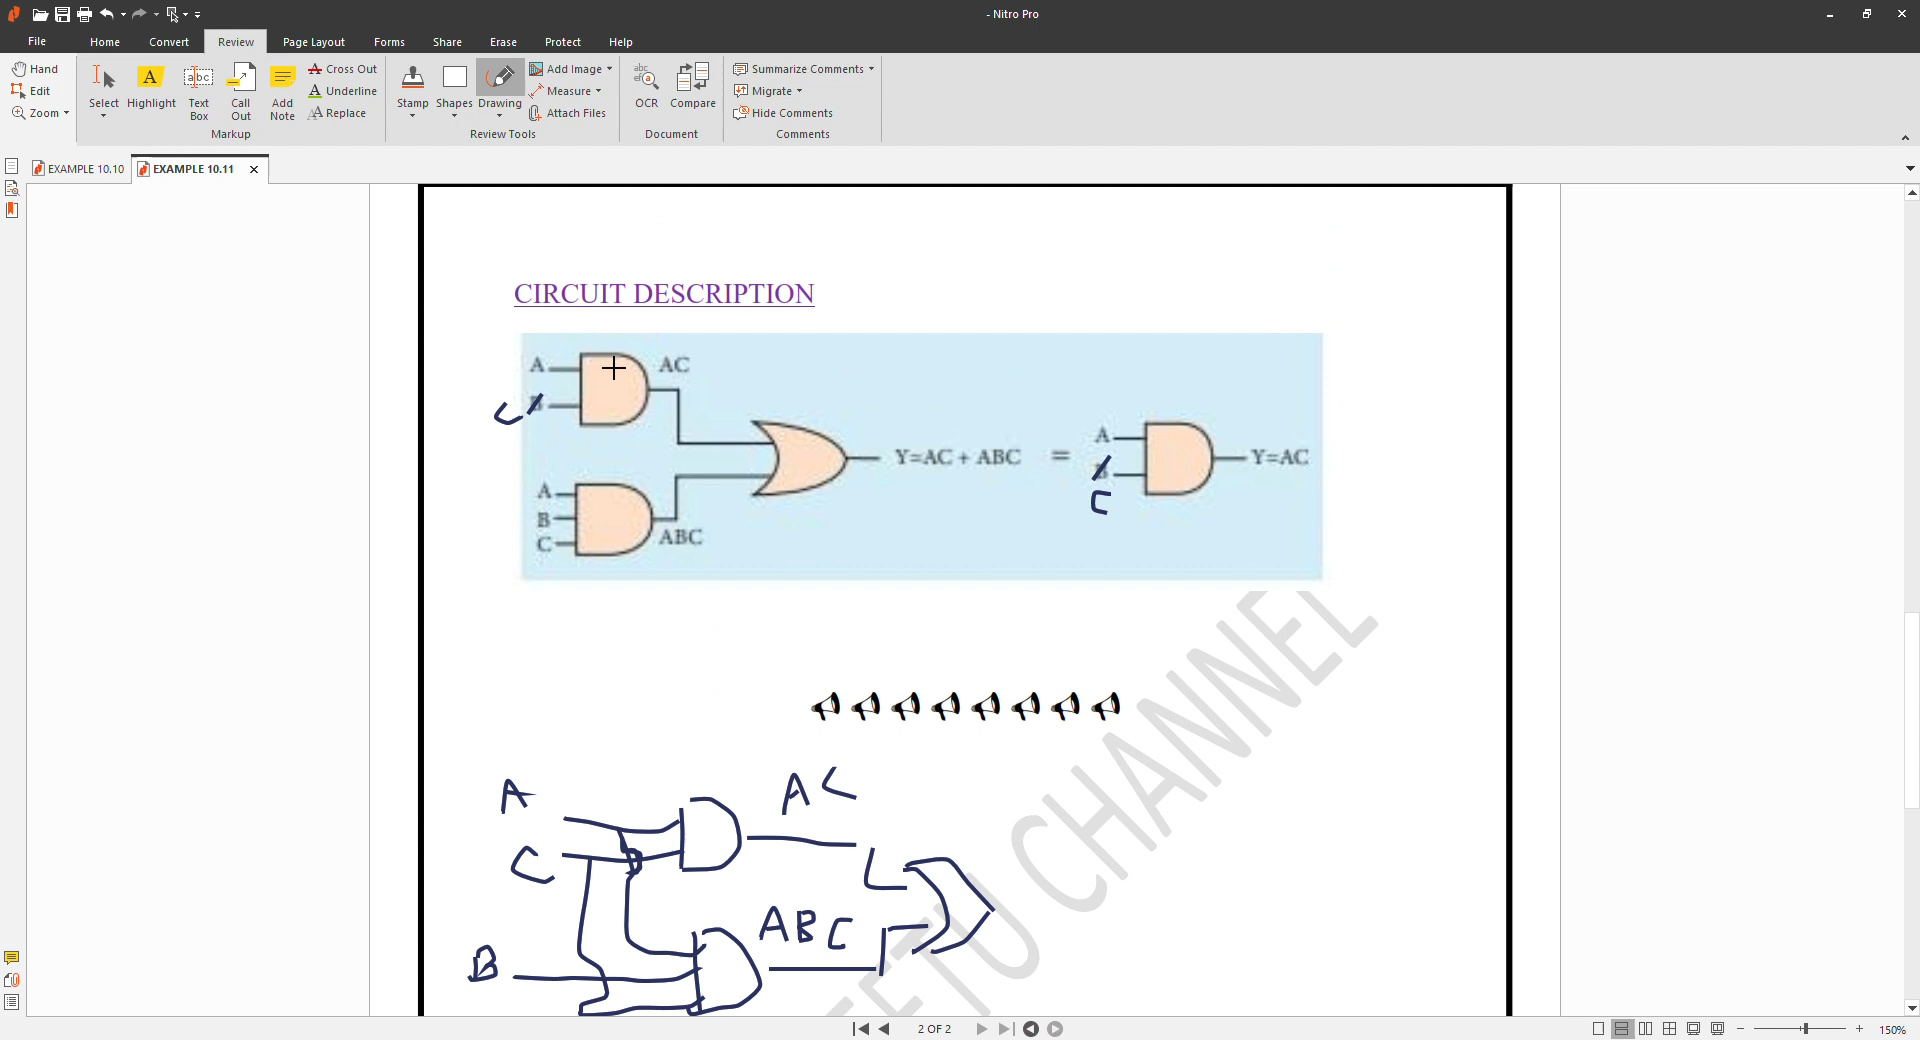 - Nitro Pro
File Home Convert Review Page Layout Forms Share Erase Protect Help
Hand
Edit
Zoom
Select
Highlight
Text Box
Call Out
Add Note
Cross Out
Underline
Replace
Markup
Stamp
Shapes
Drawing
Add Image
Measure
Attach Files
Review Tools
OCR
Compare
Document
Summarize Comments
Migrate
Hide Comments
Comments
EXAMPLE 10.10 EXAMPLE 10.11
CIRCUIT DESCRIPTION
A AC
C B
A
B
C
ABC
Y=AC + ABC =
A
B
C
Y=AC
A AC
C
ABC
B
CHANNEL
2 OF 2
150%